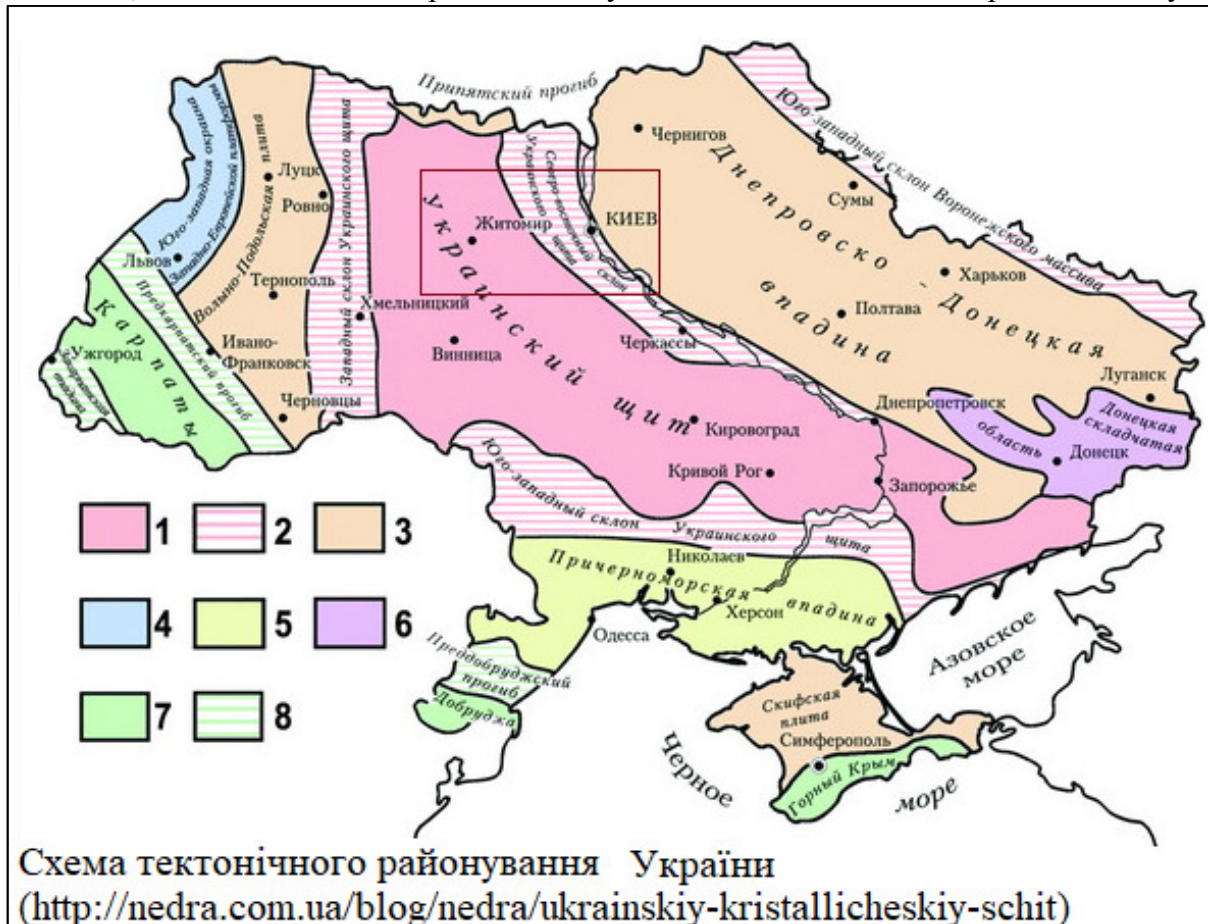 Припятский прогиб
Юго-западный склон Воронежского массива
Чернигов
Днепровско - Донецкая
впадина
Сумы
Юго-западная окраина
Западно-Европейской платформы
Волыно-Подольская плита
Луцк
Ровно
Западный склон Украинского щита
Северо-восточный склон
Украинского щита
КИЕВ
Житомир
Украинский
щит
Львов
Тернополь
Хмельницкий
Харьков
Полтава
Предкарпатский прогиб
Карпаты
Ужгород
Закарпатская
впадина
Ивано-
Франковск
Винница
Черкассы
Луганск
Черновцы
Днепропетровск
Донецкая
складчатая
область
Донецк
Кировоград
Кривой Рог
Запорожье
Юго-западный склон Украинского щита
1
2
3
Николаев
Причерноморская впадина
Херсон
4
5
6
Одесса
Азовское
море
Преддобруджский
прогиб
Добруджа
7
8
Скифская
плита
Симферополь
Горный Крым
Черное
море
Схема тектонічного районування України
(http://nedra.com.ua/blog/nedra/ukrainskiy-kristallicheskiy-schit)